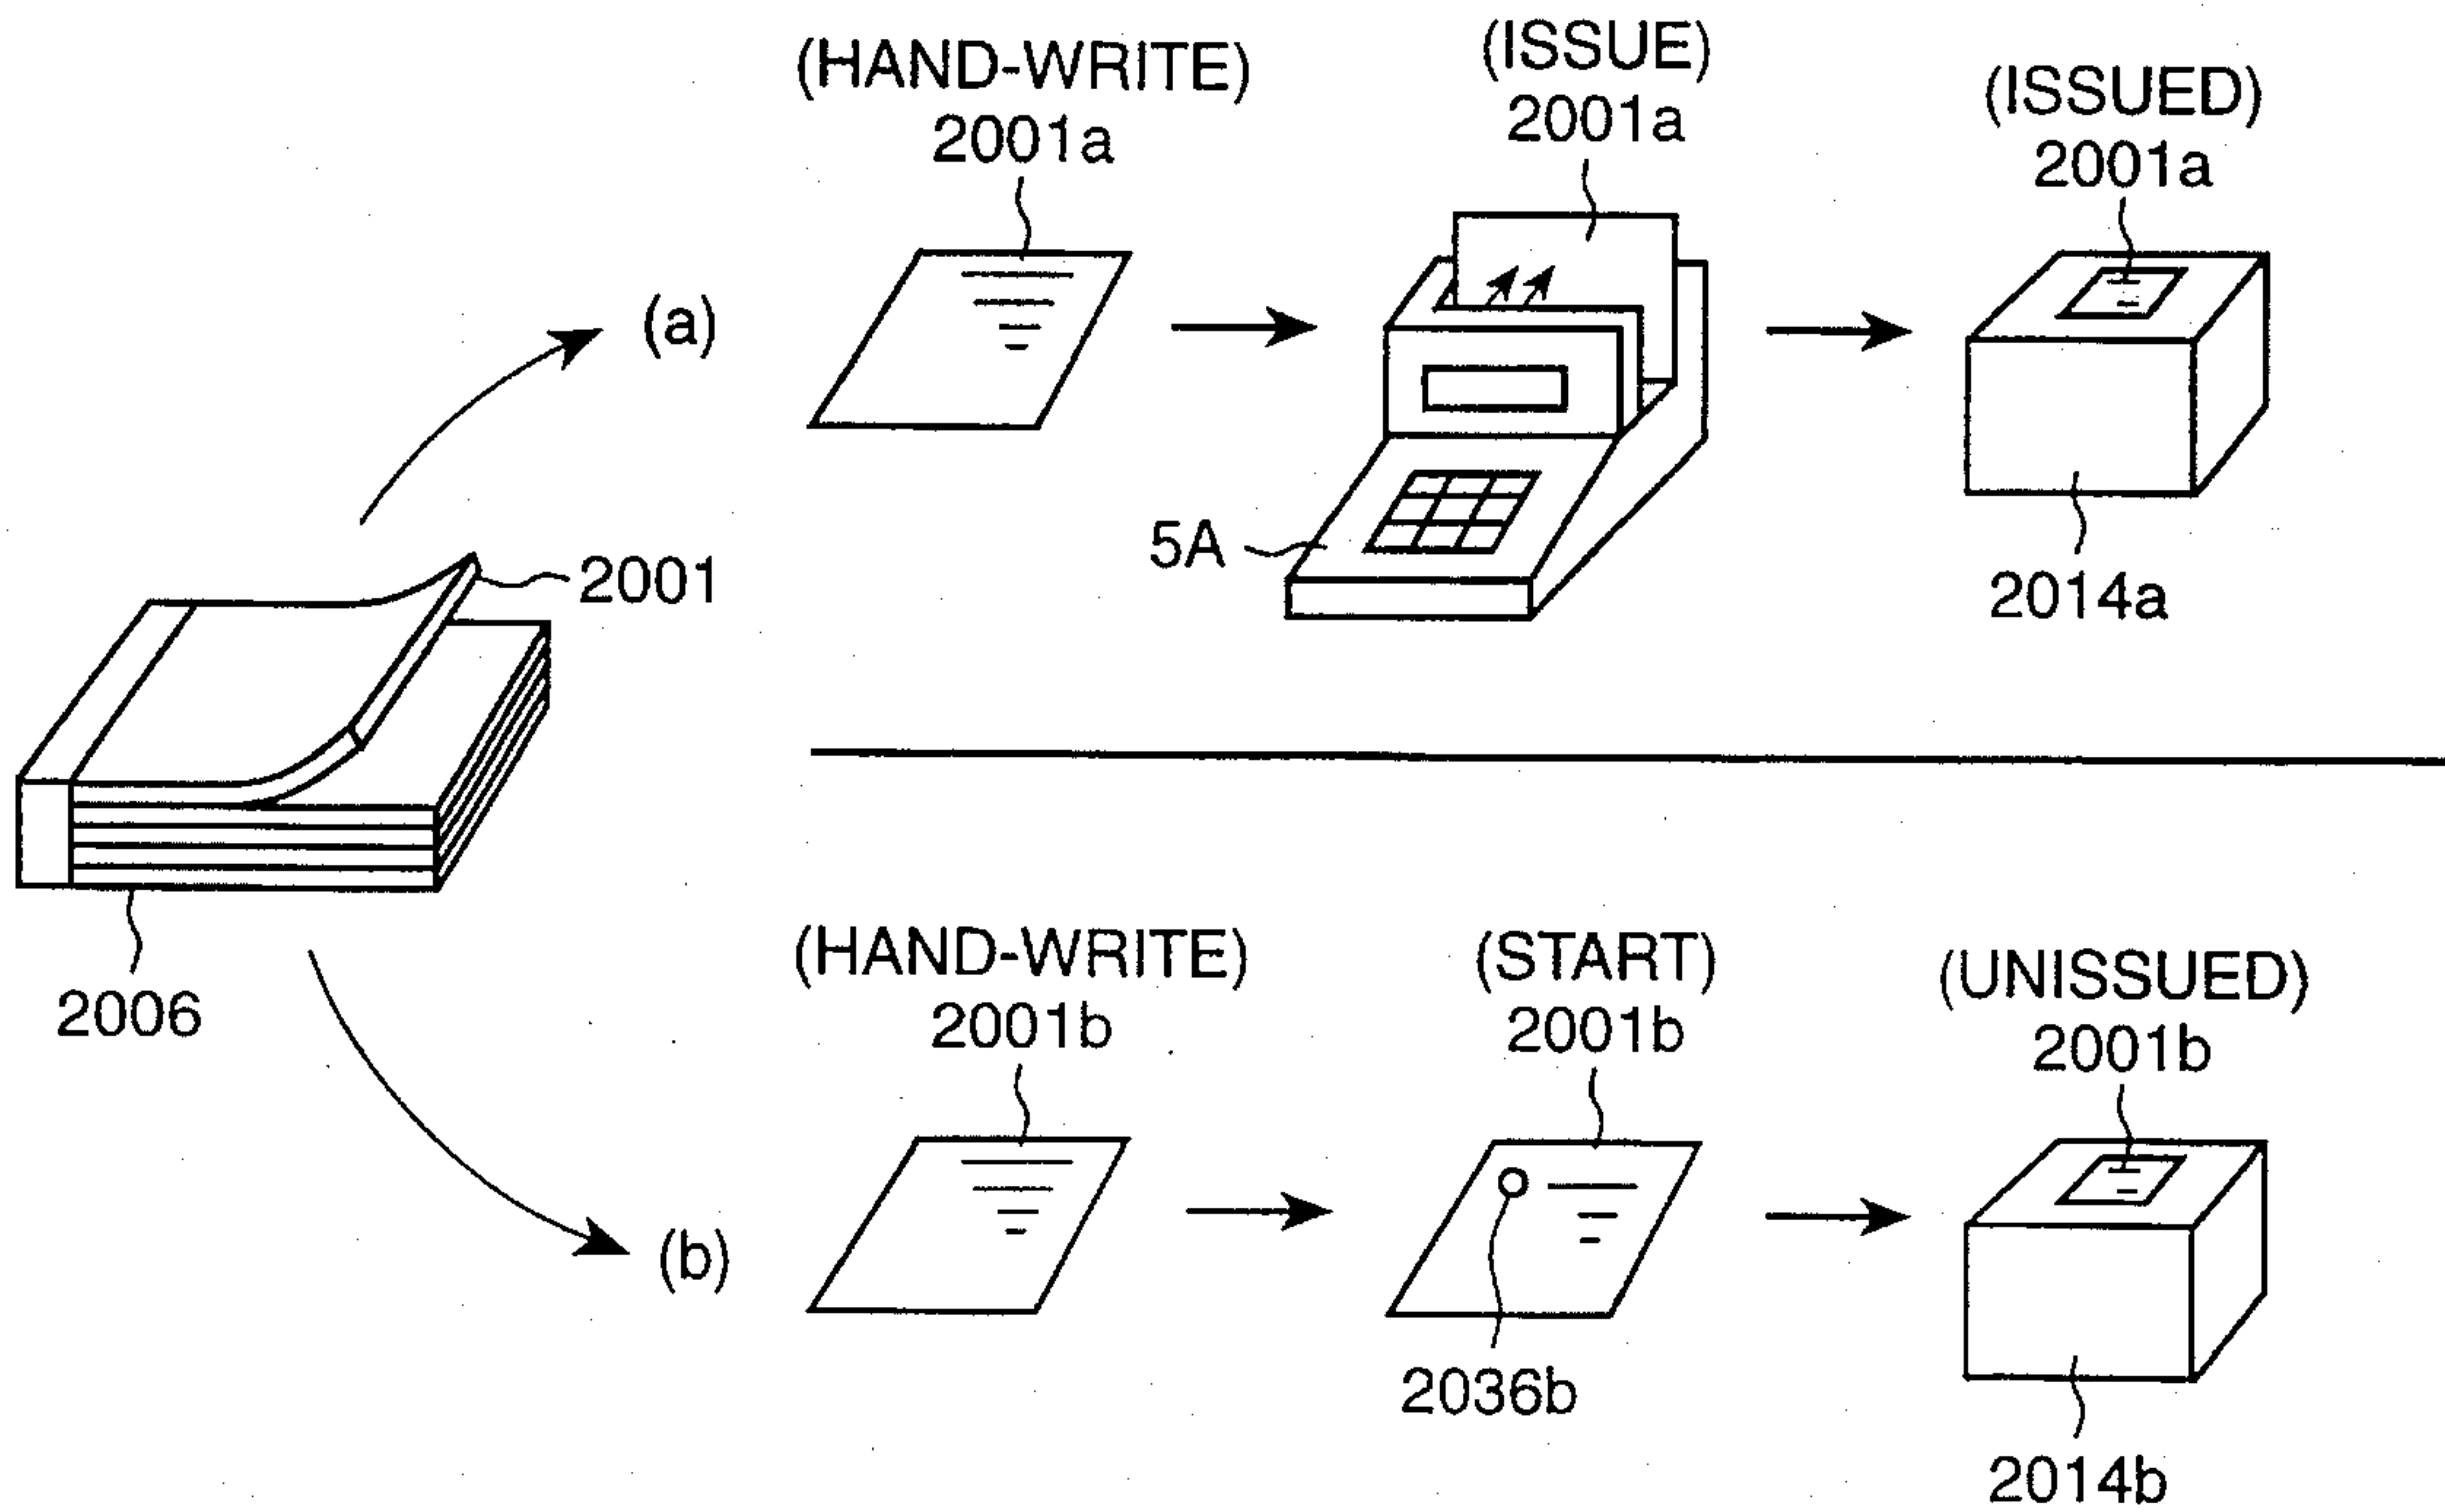 (HAND-WRITE)
2001a
(ISSUE)
2001a
(ISSUED)
2001a
(a)
5A
2014a
2001
2006
(HAND-WRITE)
2001b
(START)
2001b
(UNISSUED)
2001b
(b)
2036b
2014b